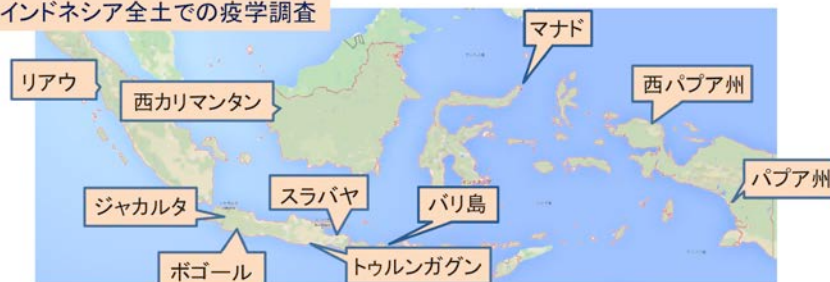 インドネシア全土での疫学調査
マナド
リアウ
西カリマンタン
西パプア州
パプア州
ジャカルタ
スラバヤ
バリ島
ボゴール
トゥルンガグン